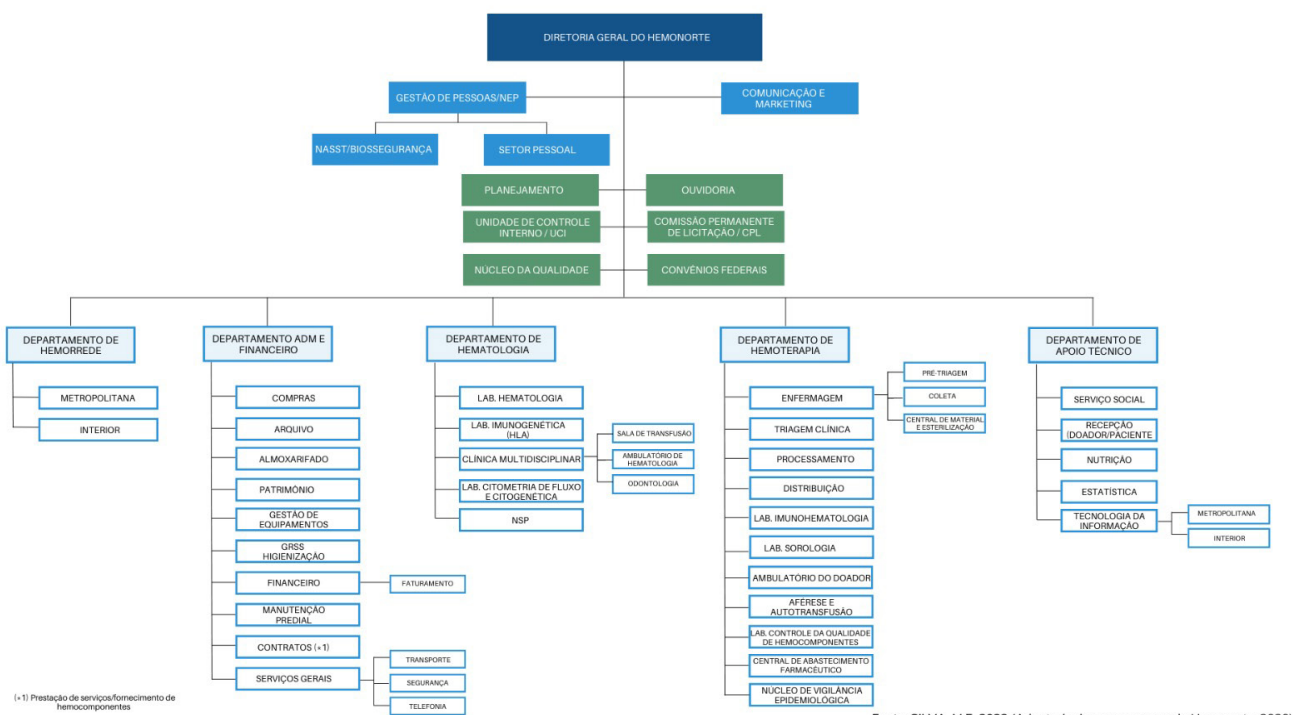 DIRETORIA GERAL DO HEMONORTE
GESTÃO DE PESSOAS/NEP
COMUNICAÇÃO E
MARKETING
NASST/BIOSSEGURANÇA
SETOR PESSOAL
PLANEJAMENTO
OUVIDORIA
UNIDADE DE CONTROLE
INTERNO / UCI
COMISSÃO PERMANENTE
DE LICITAÇÃO / CPL
NÚCLEO DA QUALIDADE
CONVÊNIOS FEDERAIS
DEPARTAMENTO DE
HEMORREDE
METROPOLITANA
INTERIOR
DEPARTAMENTO ADM E
FINANCEIRO
COMPRAS
ARQUIVO
ALMOXARIFADO
PATRIMÔNIO
GESTÃO DE
EQUIPAMENTOS
GRSS
HIGIENIZAÇÃO
FINANCEIRO
FATURAMENTO
MANUTENÇÃO
PREDIAL
CONTRATOS (*1)
SERVIÇOS GERAIS
TRANSPORTE
SEGURANÇA
TELEFONIA
DEPARTAMENTO DE
HEMATOLOGIA
LAB. HEMATOLOGIA
LAB. IMUNOGENÉTICA
(HLA)
CLÍNICA MULTIDISCIPLINAR
SALA DE TRANSFUSÃO
AMBULATÓRIO DE
HEMATOLOGIA
ODONTOLOGIA
LAB. CITOMETRIA DE FLUXO
E CITOGENÉTICA
NSP
DEPARTAMENTO DE
HEMOTERAPIA
ENFERMAGEM
PRÉ-TRIAGEM
COLETA
CENTRAL DE MATERIAL
E ESTERILIZAÇÃO
TRIAGEM CLÍNICA
PROCESSAMENTO
DISTRIBUIÇÃO
LAB. IMUNOHEMATOLOGIA
LAB. SOROLOGIA
AMBULATÓRIO DO DOADOR
AFÉRESE E
AUTOTRANSFUSÃO
LAB. CONTROLE DA QUALIDADE
DE HEMOCOMPONENTES
CENTRAL DE ABASTECIMENTO
FARMACÊUTICO
NÚCLEO DE VIGILÂNCIA
EPIDEMIOLÓGICA
DEPARTAMENTO DE
APOIO TÉCNICO
SERVIÇO SOCIAL
RECEPÇÃO
(DOADOR/PACIENTE
NUTRIÇÃO
ESTATÍSTICA
TECNOLOGIA DA
INFORMAÇÃO
METROPOLITANA
INTERIOR
(*1) Prestação de serviços/fornecimento de
hemocomponentes